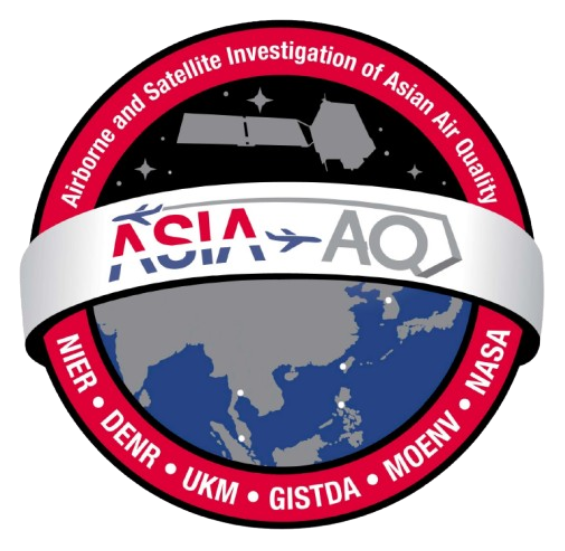 Airborne and Satellite Investigation of Asian Air Quality
ASIA-AQ
NIER • DENR • UKM • GISTDA • MOENV • NASA